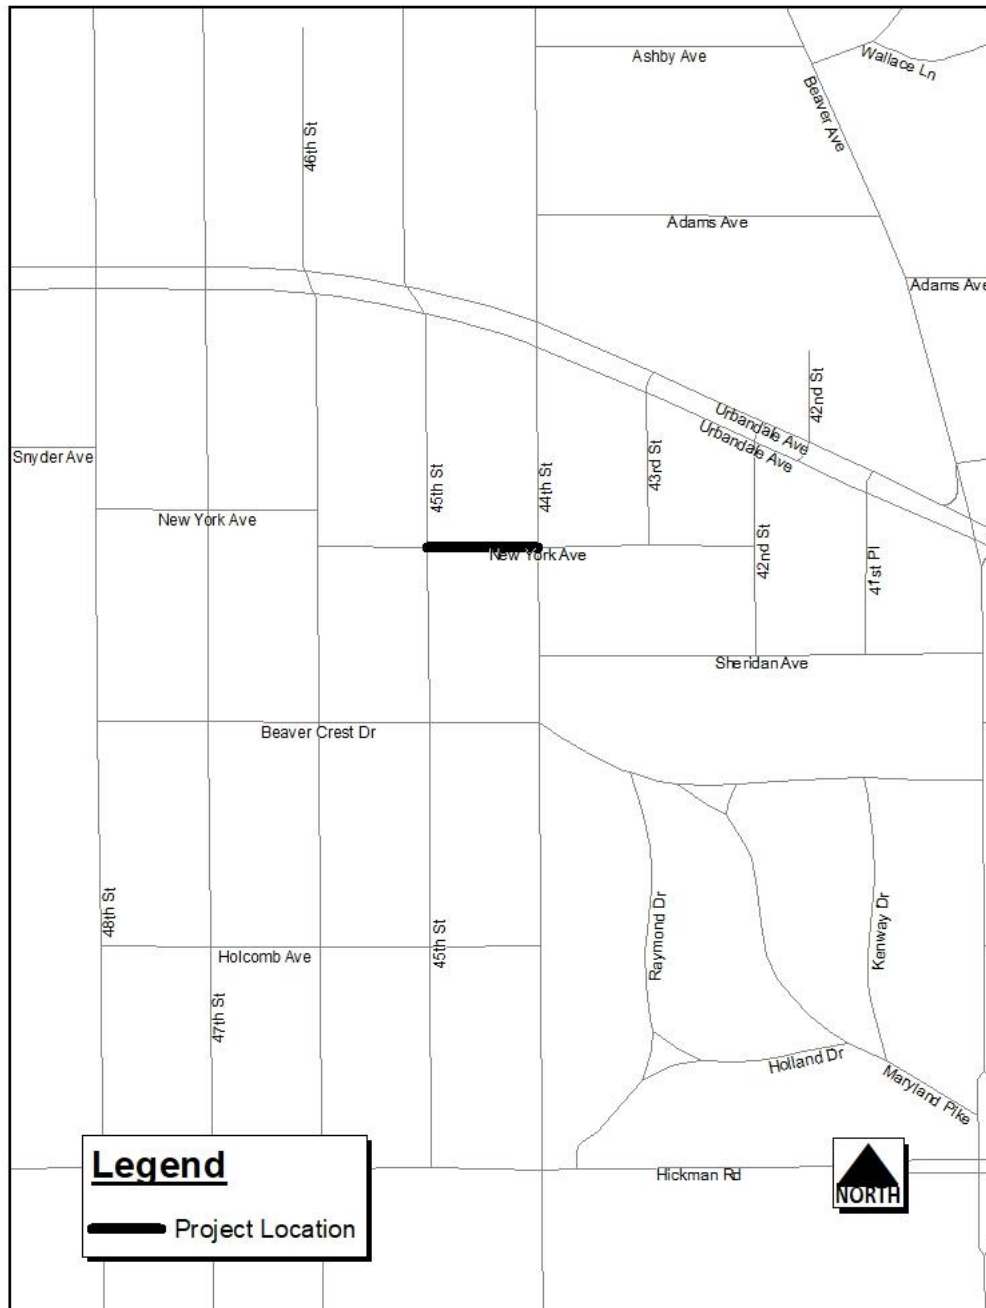 Ashby Ave
Wallace Ln
Beaver Ave
46th St
Adams Ave
Adams Ave
42nd St
Urbandale Ave
Urbandale Ave
Snyder Ave
45th St
44th St
43rd St
New York Ave
New York Ave
42nd St
41st Pl
Sheridan Ave
Beaver Crest Dr
48th St
Holcomb Ave
45th St
Raymond Dr
Kenway Dr
47th St
Holland Dr
Maryland Pike
Hickman Rd
NORTH
Legend
Project Location